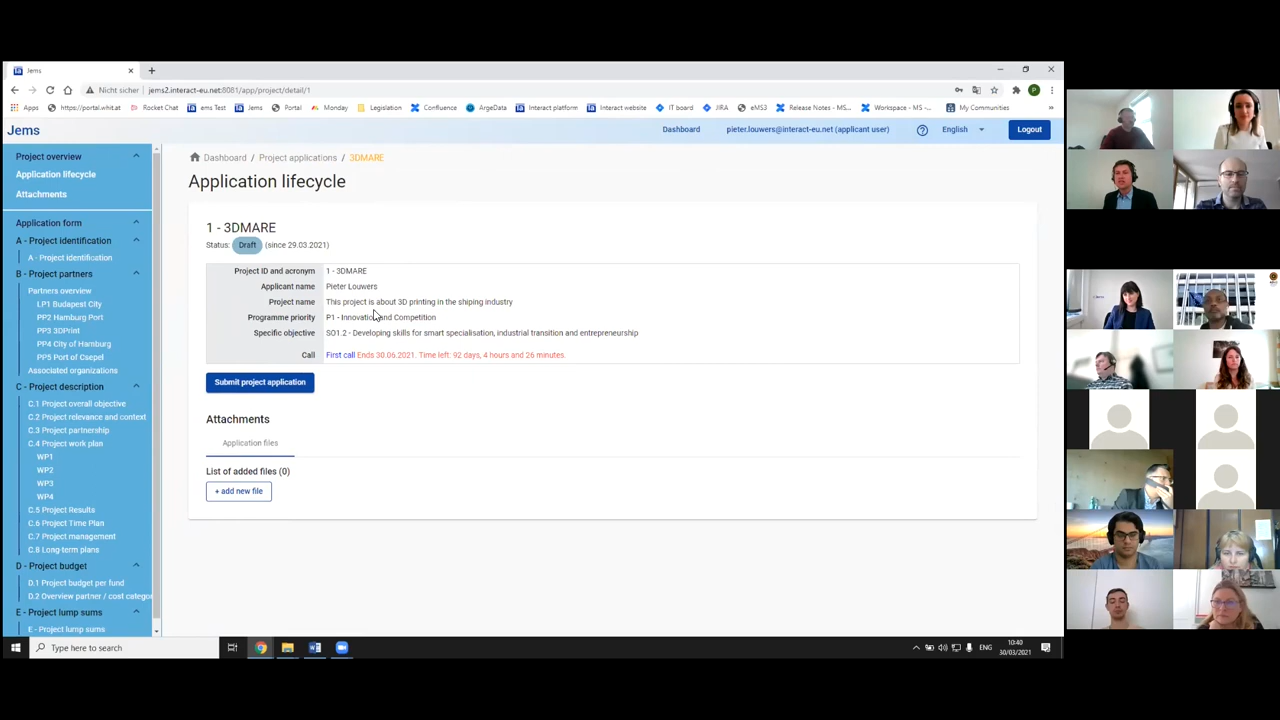 Jems
Nicht sicher | jems2.interact-eu.net:8081/app/project/detail/1
Apps https://portal.whit.at Rocket Chat ems Test Jems Portal Monday Legislation Confluence ArgeData Interact platform Interact website IT board JIRA eMS3 Release Notes - MS... Workspace - MS -... My Communities
Jems Dashboard pieter.louwers@interact-eu.net (applicant user) English Logout
Project overview
Application lifecycle
Attachments
Application form
A - Project identification
A - Project identification
B - Project partners
Partners overview
LP1 Budapest City
PP2 Hamburg Port
PP3 3DPrint
PP4 City of Hamburg
PP5 Port of Csepel
Associated organizations
C - Project description
C.1 Project overall objective
C.2 Project relevance and context
C.3 Project partnership
C.4 Project work plan
WP1
WP2
WP3
WP4
C.5 Project Results
C.6 Project Time Plan
C.7 Project management
C.8 Long-term plans
D - Project budget
D.1 Project budget per fund
D.2 Overview partner / cost catego
E - Project lump sums
E - Project lump sums
Dashboard / Project applications / 3DMARE
Application lifecycle
1 - 3DMARE
Status: Draft (since 29.03.2021)
Project ID and acronym 1 - 3DMARE
Applicant name Pieter Louwers
Project name This project is about 3D printing in the shiping industry
Programme priority P1 - Innovation and Competition
Specific objective SO1.2 - Developing skills for smart specialisation, industrial transition and entrepreneurship
Call First call Ends 30.06.2021. Time left: 92 days, 4 hours and 26 minutes.
Submit project application
Attachments
Application files
List of added files (0)
+ add new file
Type here to search
ENG
10:40
30/03/2021